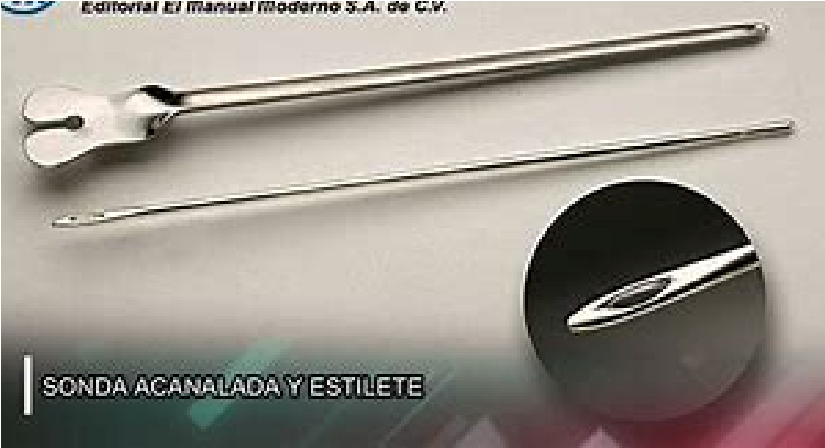 Editorial El Manual Moderno S.A. de C.V.
SONDA ACANALADA Y ESTILETE